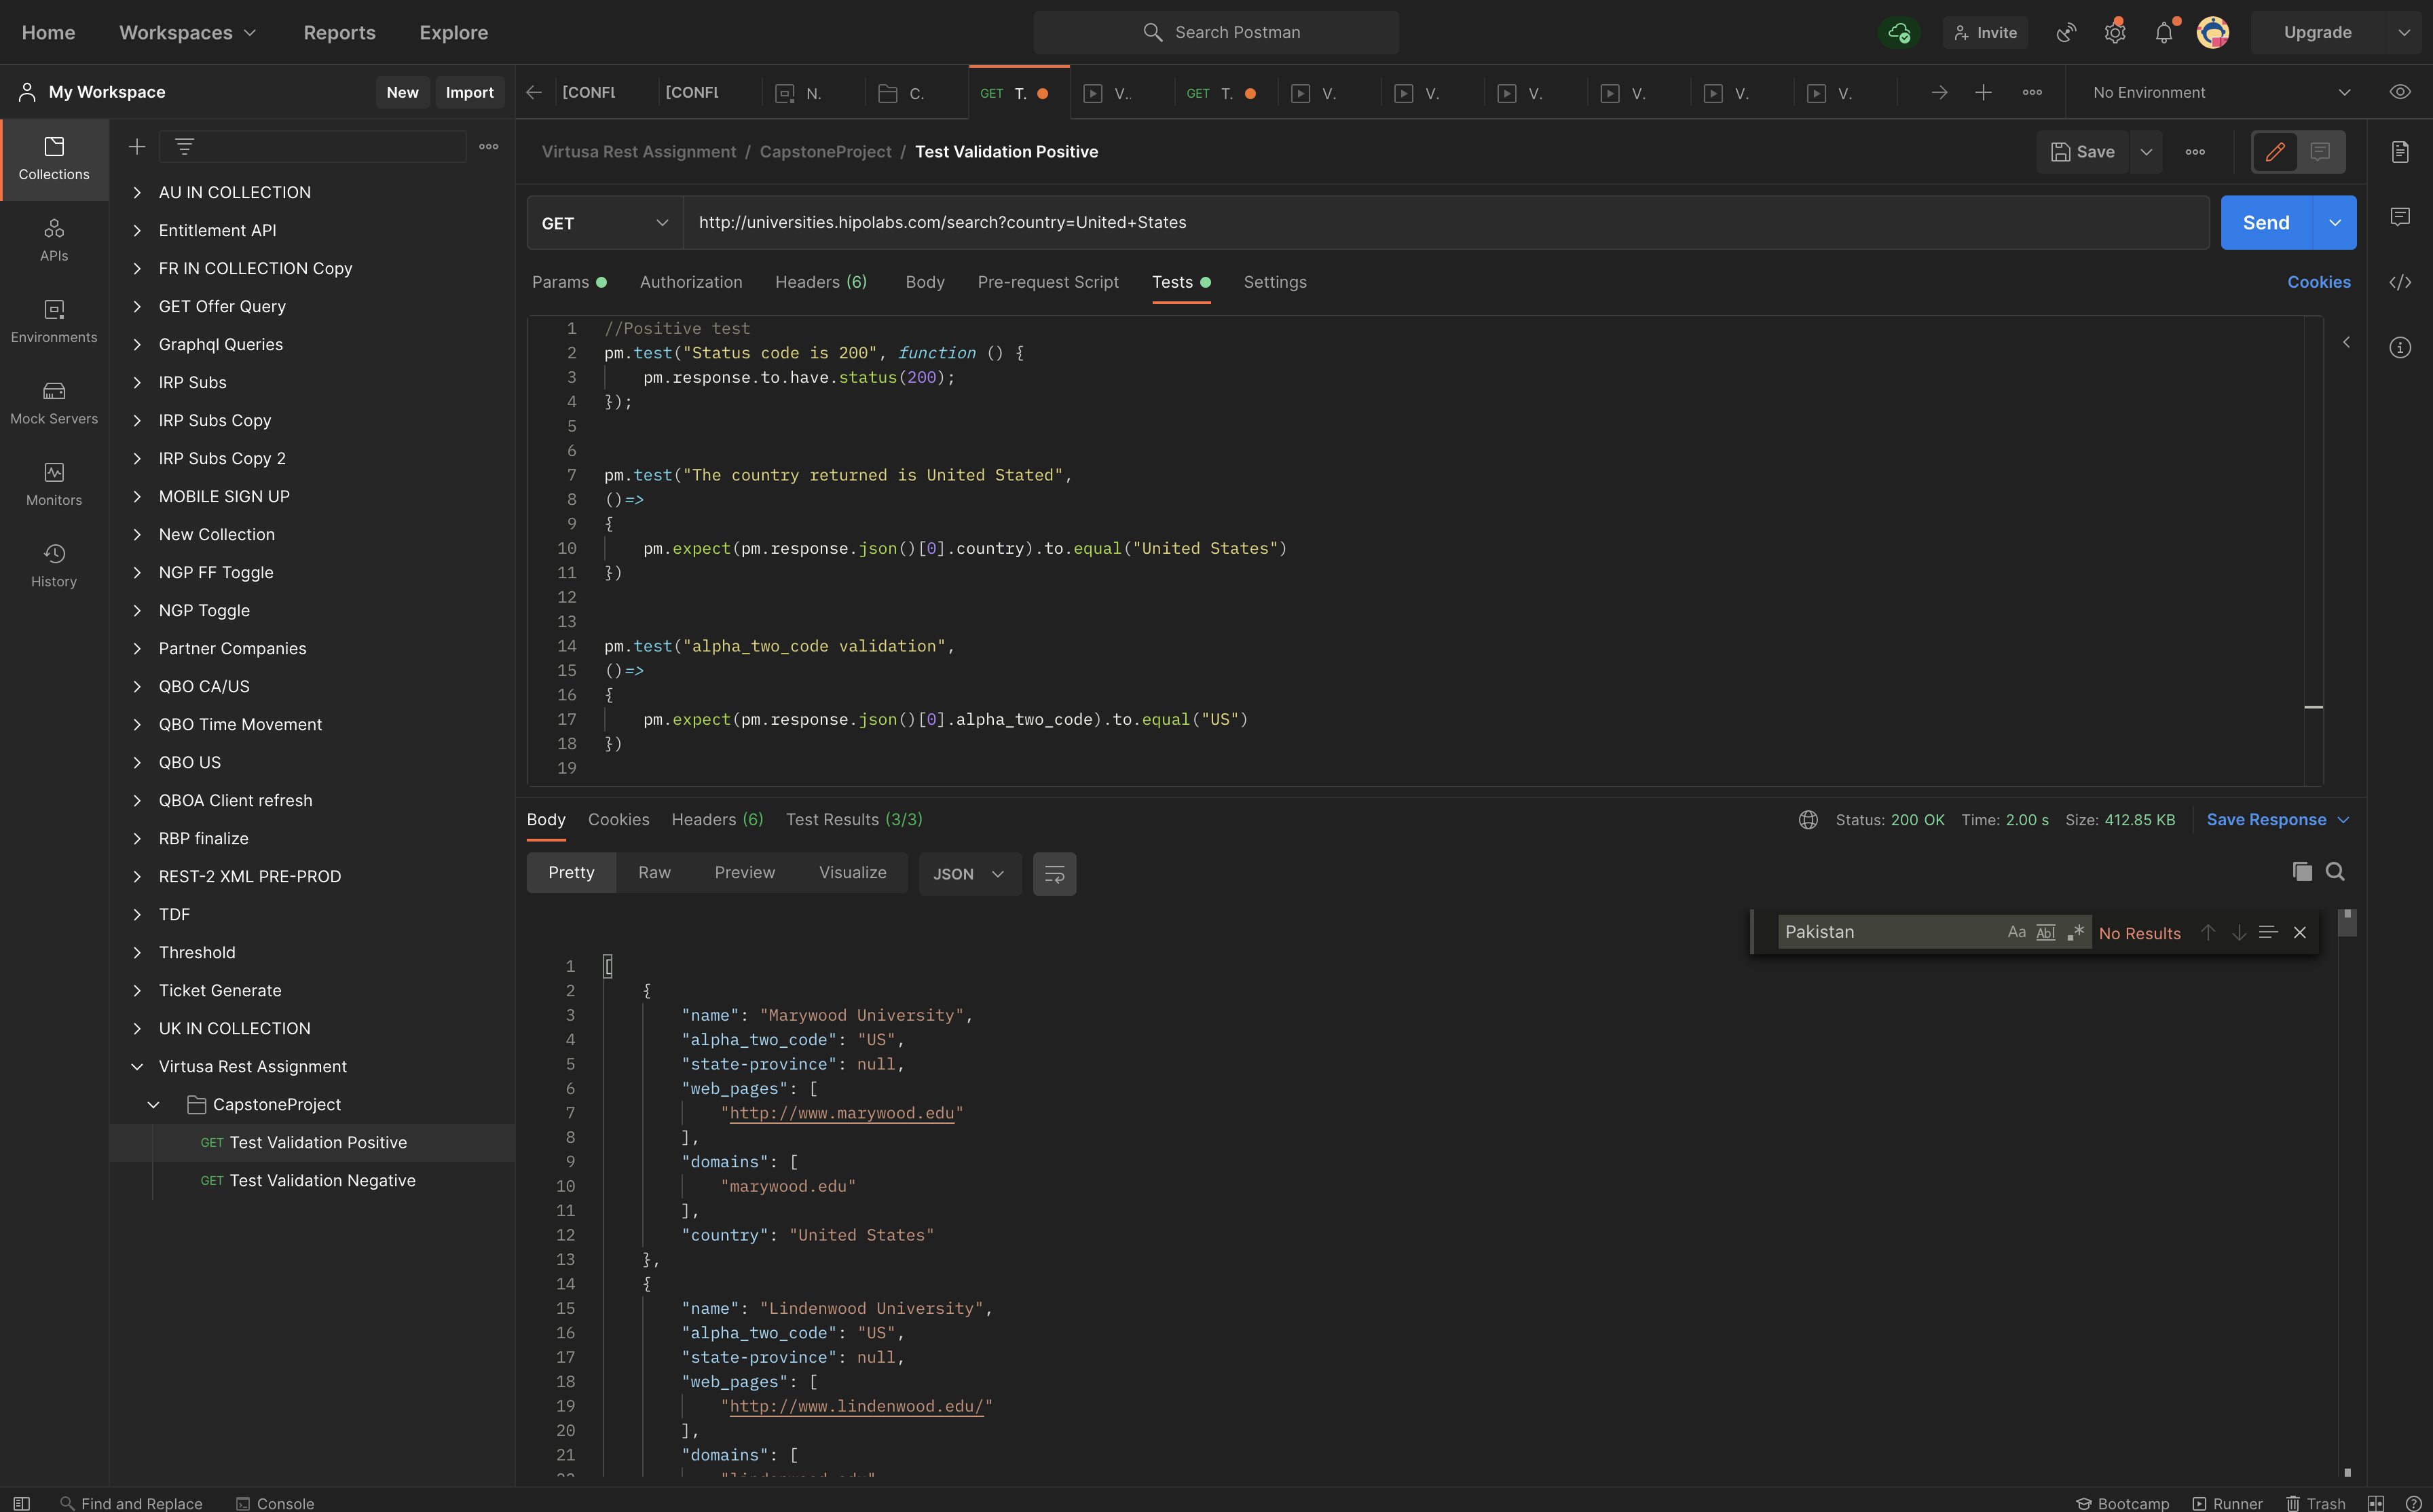 Home Workspaces Reports Explore Search Postman Invite Upgrade
My Workspace New Import [CONFL [CONFL N. C. GET T. V.. GET T. V. V. V. V. V. V. No Environment
Collections
APIs
Environments
Mock Servers
Monitors
History
AU IN COLLECTION
Entitlement API
FR IN COLLECTION Copy
GET Offer Query
Graphql Queries
IRP Subs
IRP Subs Copy
IRP Subs Copy 2
MOBILE SIGN UP
New Collection
NGP FF Toggle
NGP Toggle
Partner Companies
QBO CA/US
QBO Time Movement
QBO US
QBOA Client refresh
RBP finalize
REST-2 XML PRE-PROD
TDF
Threshold
Ticket Generate
UK IN COLLECTION
Virtusa Rest Assignment
CapstoneProject
GET Test Validation Positive
GET Test Validation Negative
Virtusa Rest Assignment / CapstoneProject / Test Validation Positive Save
GET http://universities.hipolabs.com/search?country=United+States Send
Params Authorization Headers (6) Body Pre-request Script Tests Settings Cookies
1 //Positive test
2 pm.test("Status code is 200", function () {
3 pm.response.to.have.status(200);
4 });
5
6
7 pm.test("The country returned is United Stated",
8 ()=>
9 {
10 pm.expect(pm.response.json()[0].country).to.equal("United States")
11 })
12
13
14 pm.test("alpha_two_code validation",
15 ()=>
16 {
17 pm.expect(pm.response.json()[0].alpha_two_code).to.equal("US")
18 })
19
Body Cookies Headers (6) Test Results (3/3) Status: 200 OK Time: 2.00 s Size: 412.85 KB Save Response
Pretty Raw Preview Visualize JSON
Pakistan Aa Abl .* No Results
1 [
2 {
3 "name": "Marywood University",
4 "alpha_two_code": "US",
5 "state-province": null,
6 "web_pages": [
7 "http://www.marywood.edu"
8 ],
9 "domains": [
10 "marywood.edu"
11 ],
12 "country": "United States"
13 },
14 {
15 "name": "Lindenwood University",
16 "alpha_two_code": "US",
17 "state-province": null,
18 "web_pages": [
19 "http://www.lindenwood.edu/"
20 ],
21 "domains": [
Find and Replace Console Bootcamp Runner Trash